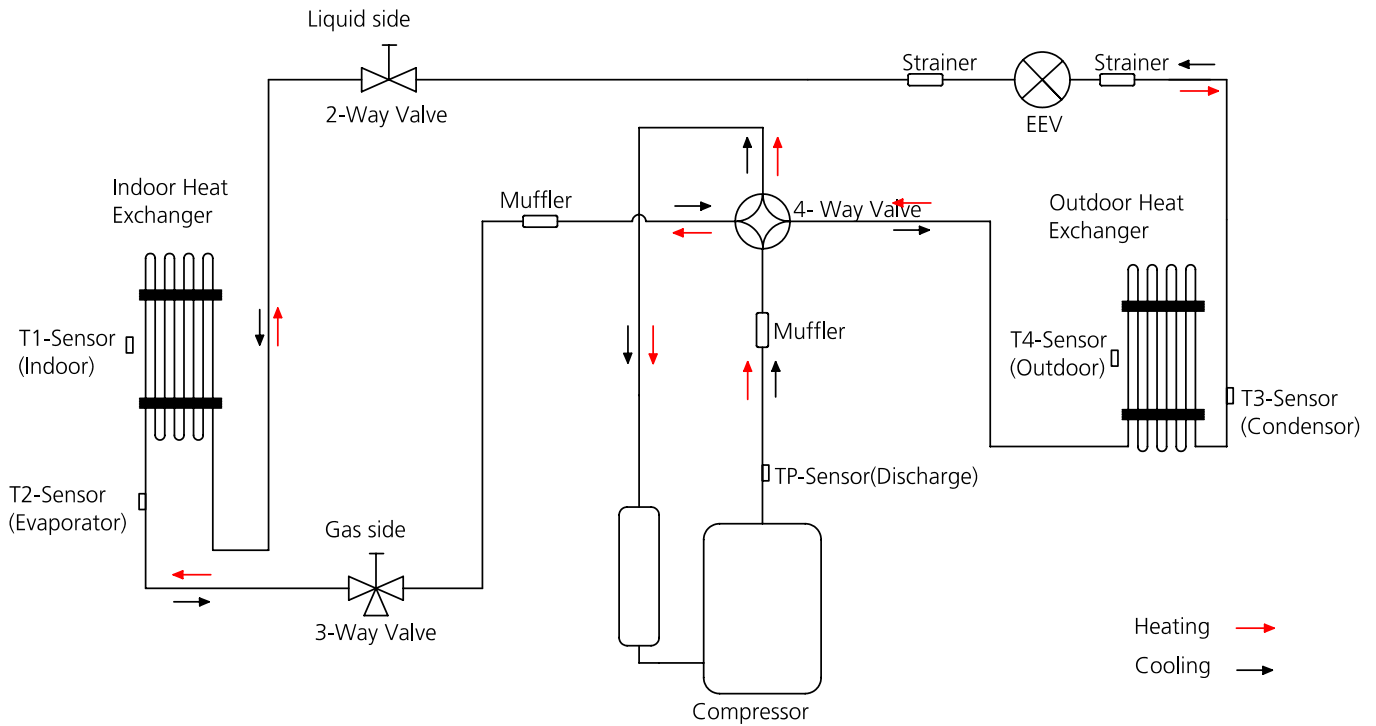 Liquid side
2-Way Valve
Strainer
EEV
Strainer
Indoor Heat
Exchanger
Muffler
4- Way Valve
Outdoor Heat
Exchanger
T1-Sensor
(Indoor)
Muffler
T4-Sensor
(Outdoor)
T3-Sensor
(Condensor)
T2-Sensor
(Evaporator)
TP-Sensor(Discharge)
Gas side
3-Way Valve
Compressor
Heating
Cooling